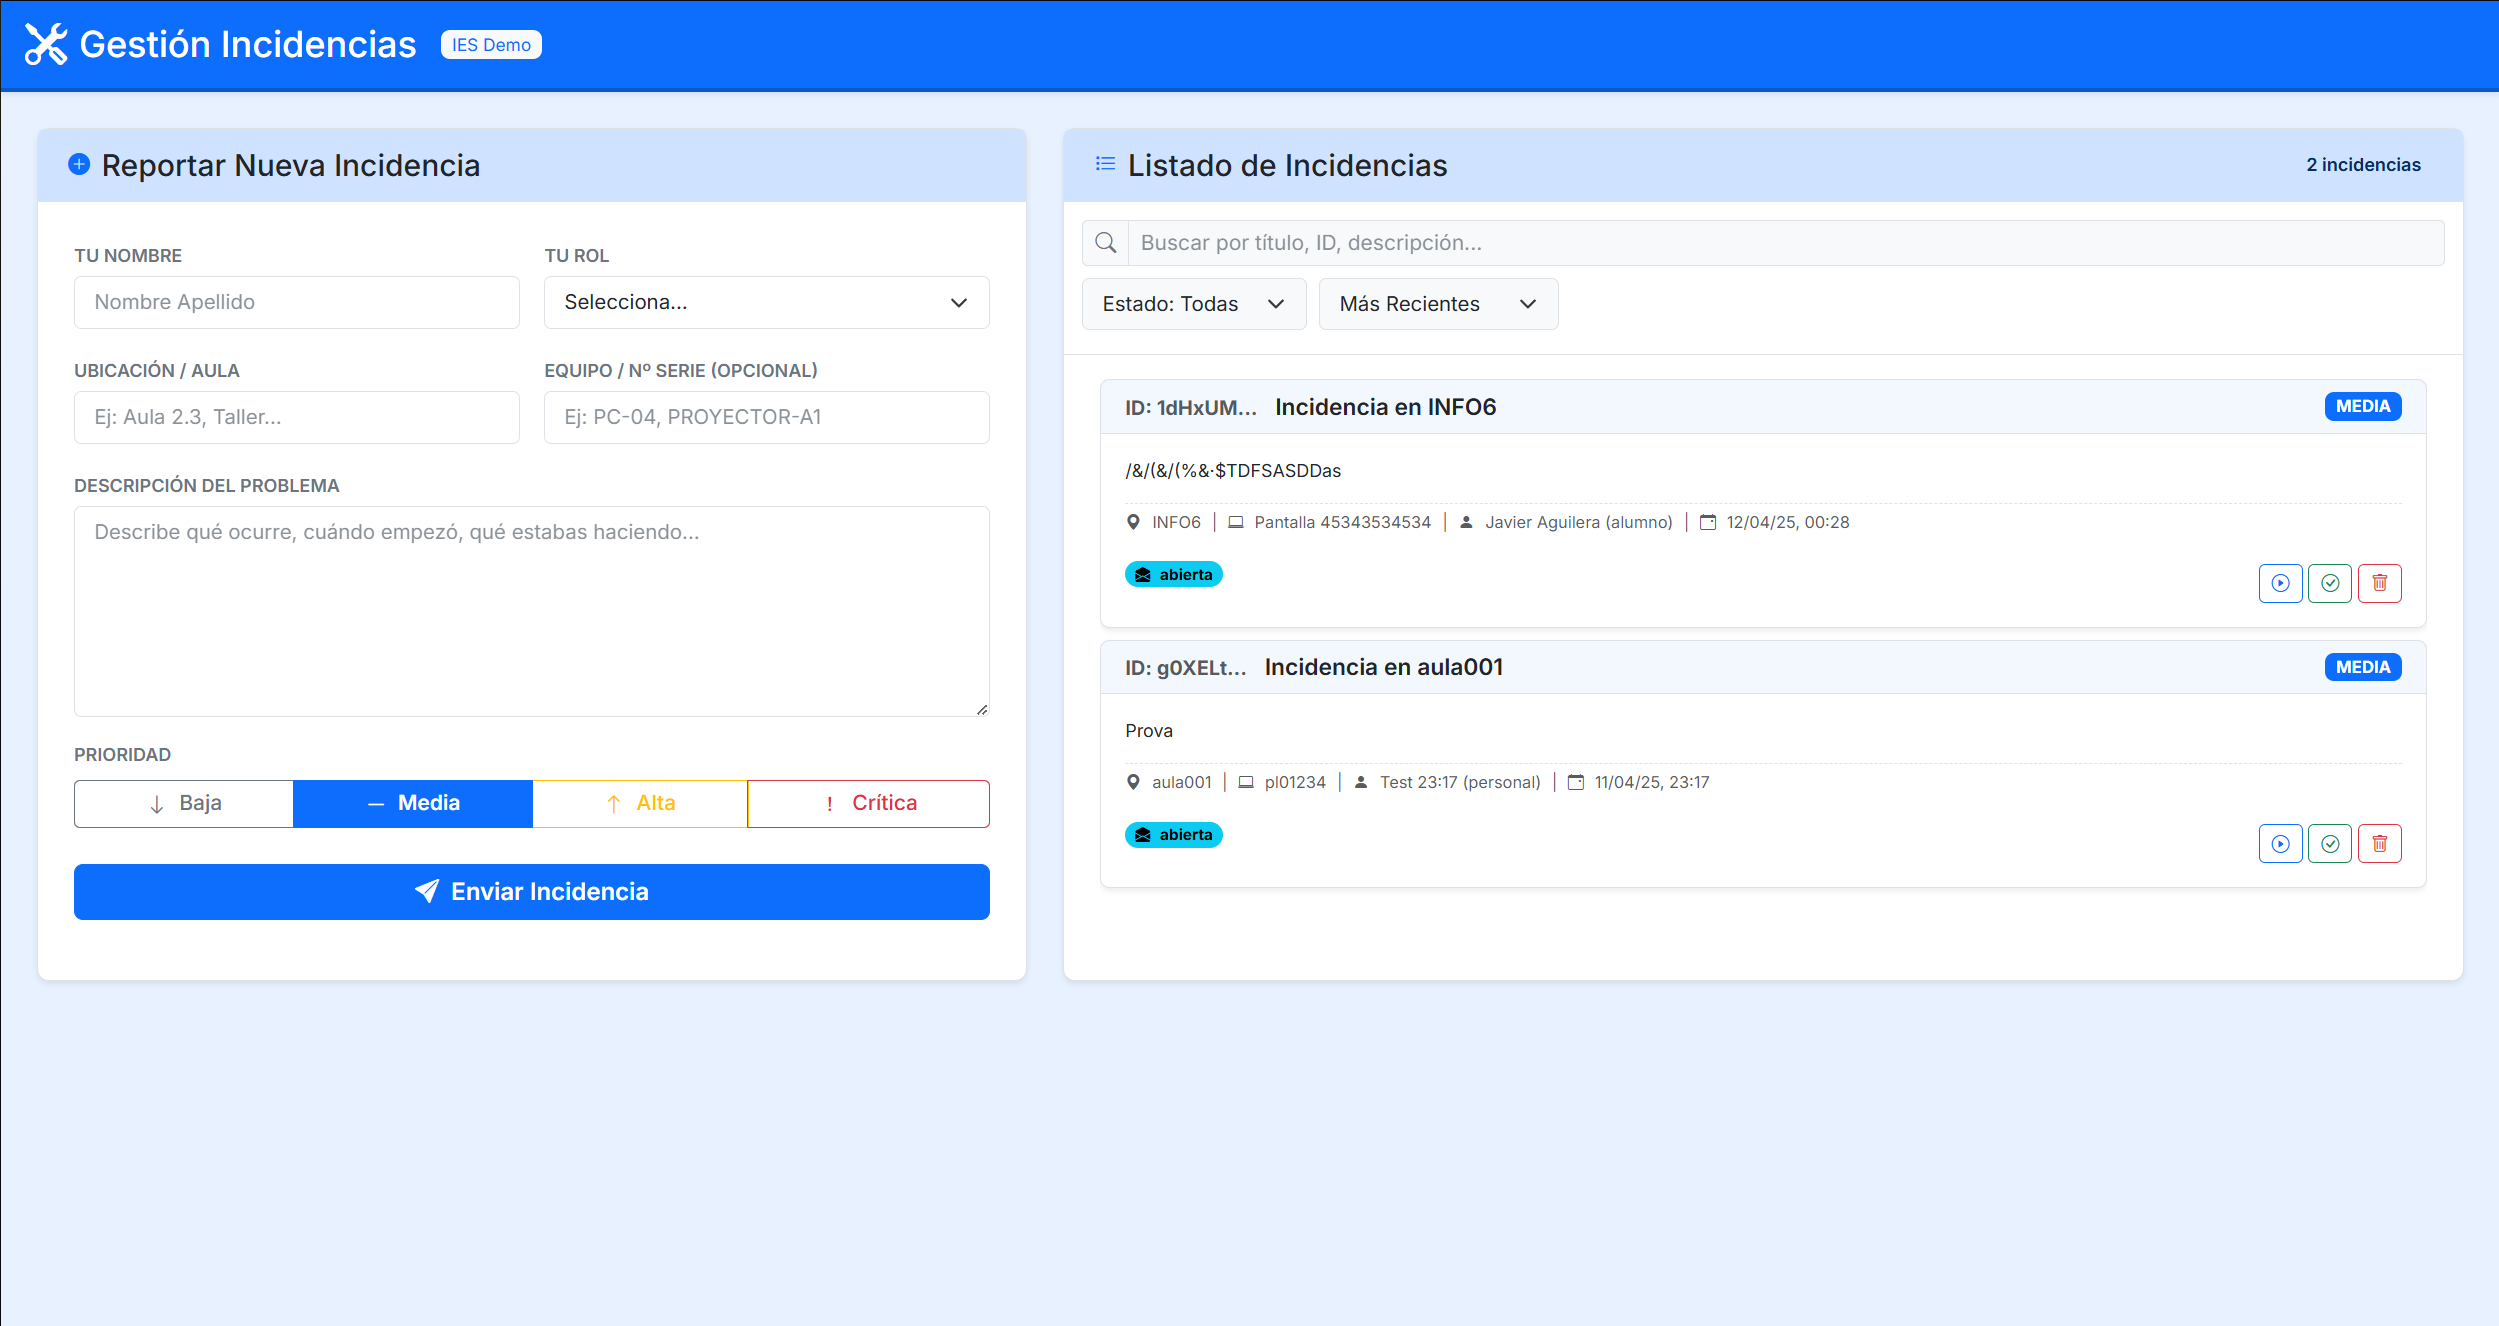 Gestión Incidencias IES Demo
Reportar Nueva Incidencia
TU NOMBRE
Nombre Apellido
TU ROL
Selecciona...
UBICACIÓN / AULA
Ej: Aula 2.3, Taller...
EQUIPO / Nº SERIE (OPCIONAL)
Ej: PC-04, PROYECTOR-A1
DESCRIPCIÓN DEL PROBLEMA
Describe qué ocurre, cuándo empezó, qué estabas haciendo...
PRIORIDAD
Baja Media Alta Crítica
Enviar Incidencia
Listado de Incidencias 2 incidencias
Buscar por título, ID, descripción...
Estado: Todas Más Recientes
ID: 1dHxUM... Incidencia en INFO6 MEDIA
/&/(&/(%&·$TDFSASDDas
INFO6 | Pantalla 45343534534 | Javier Aguilera (alumno) | 12/04/25, 00:28
abierta
ID: g0XELt... Incidencia en aula001 MEDIA
Prova
aula001 | pl01234 | Test 23:17 (personal) | 11/04/25, 23:17
abierta